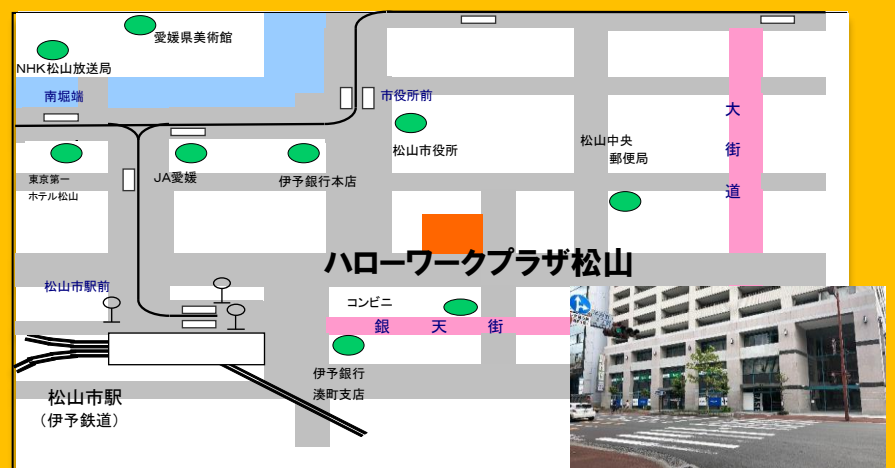 愛媛県美術館
NHK松山放送局
南堀端
市役所前
大街道
松山中央
郵便局
松山市役所
東京第一
ホテル松山
JA愛媛
伊予銀行本店
ハローワークプラザ松山
松山市駅前
コンビニ
銀天街
伊予銀行
湊町支店
松山市駅
（伊予鉄道）